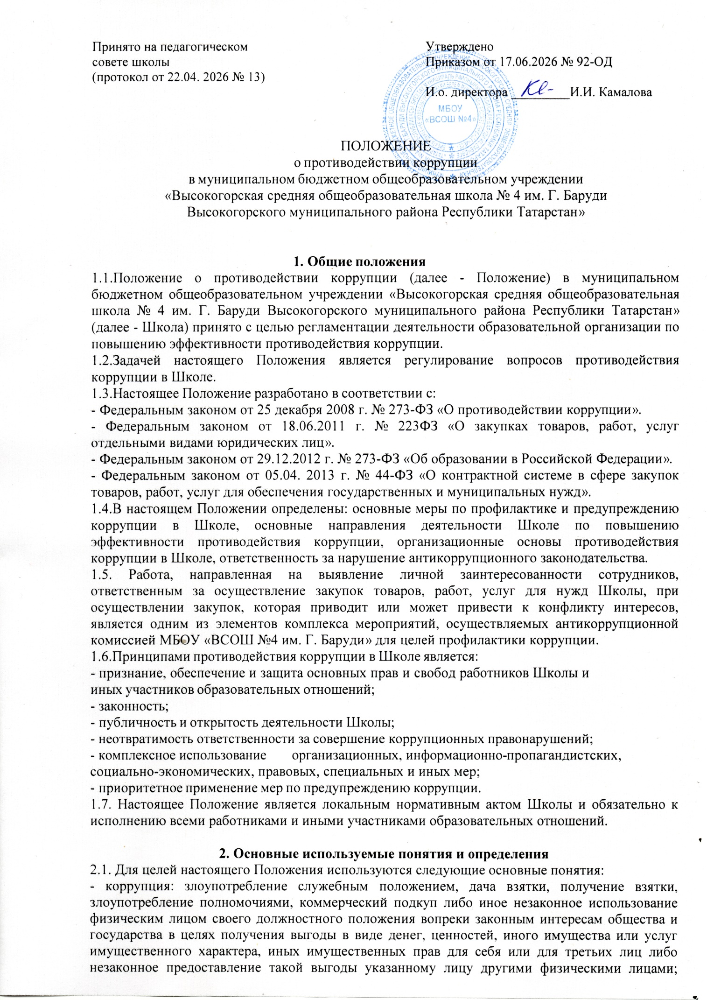 Принято на педагогическом
совете школы
(протокол от 22.04. 2026 № 13)
Утверждено
Приказом от 17.06.2026 № 92-ОД
И.о. директора _________И.И. Камалова
МБОУ
«ВСОШ №4»
ПОЛОЖЕНИЕ
о противодействии коррупции
в муниципальном бюджетном общеобразовательном учреждении
«Высокогорская средняя общеобразовательная школа № 4 им. Г. Баруди
Высокогорского муниципального района Республики Татарстан»
1. Общие положения
1.1.Положение о противодействии коррупции (далее - Положение) в муниципальном
бюджетном общеобразовательном учреждении «Высокогорская средняя общеобразовательная
школа № 4 им. Г. Баруди Высокогорского муниципального района Республики Татарстан»
(далее - Школа) принято с целью регламентации деятельности образовательной организации по
повышению эффективности противодействия коррупции.
1.2.Задачей настоящего Положения является регулирование вопросов противодействия
коррупции в Школе.
1.3.Настоящее Положение разработано в соответствии с:
- Федеральным законом от 25 декабря 2008 г. № 273-ФЗ «О противодействии коррупции».
- Федеральным законом от 18.06.2011 г. № 223ФЗ «О закупках товаров, работ, услуг
отдельными видами юридических лиц».
- Федеральным законом от 29.12.2012 г. № 273-ФЗ «Об образовании в Российской Федерации».
- Федеральным законом от 05.04. 2013 г. № 44-ФЗ «О контрактной системе в сфере закупок
товаров, работ, услуг для обеспечения государственных и муниципальных нужд».
1.4.В настоящем Положении определены: основные меры по профилактике и предупреждению
коррупции в Школе, основные направления деятельности Школе по повышению
эффективности противодействия коррупции, организационные основы противодействия
коррупции в Школе, ответственность за нарушение антикоррупционного законодательства.
1.5. Работа, направленная на выявление личной заинтересованности сотрудников,
ответственным за осуществление закупок товаров, работ, услуг для нужд Школы, при
осуществлении закупок, которая приводит или может привести к конфликту интересов,
является одним из элементов комплекса мероприятий, осуществляемых антикоррупционной
комиссией МБОУ «ВСОШ №4 им. Г. Баруди» для целей профилактики коррупции.
1.6.Принципами противодействия коррупции в Школе является:
- признание, обеспечение и защита основных прав и свобод работников Школы и
иных участников образовательных отношений;
- законность;
- публичность и открытость деятельности Школы;
- неотвратимость ответственности за совершение коррупционных правонарушений;
- комплексное использование организационных, информационно-пропагандистских,
социально-экономических, правовых, специальных и иных мер;
- приоритетное применение мер по предупреждению коррупции.
1.7. Настоящее Положение является локальным нормативным актом Школы и обязательно к
исполнению всеми работниками и иными участниками образовательных отношений.
2. Основные используемые понятия и определения
2.1. Для целей настоящего Положения используются следующие основные понятия:
- коррупция: злоупотребление служебным положением, дача взятки, получение взятки,
злоупотребление полномочиями, коммерческий подкуп либо иное незаконное использование
физическим лицом своего должностного положения вопреки законным интересам общества и
государства в целях получения выгоды в виде денег, ценностей, иного имущества или услуг
имущественного характера, иных имущественных прав для себя или для третьих лиц либо
незаконное предоставление такой выгоды указанному лицу другими физическими лицами;